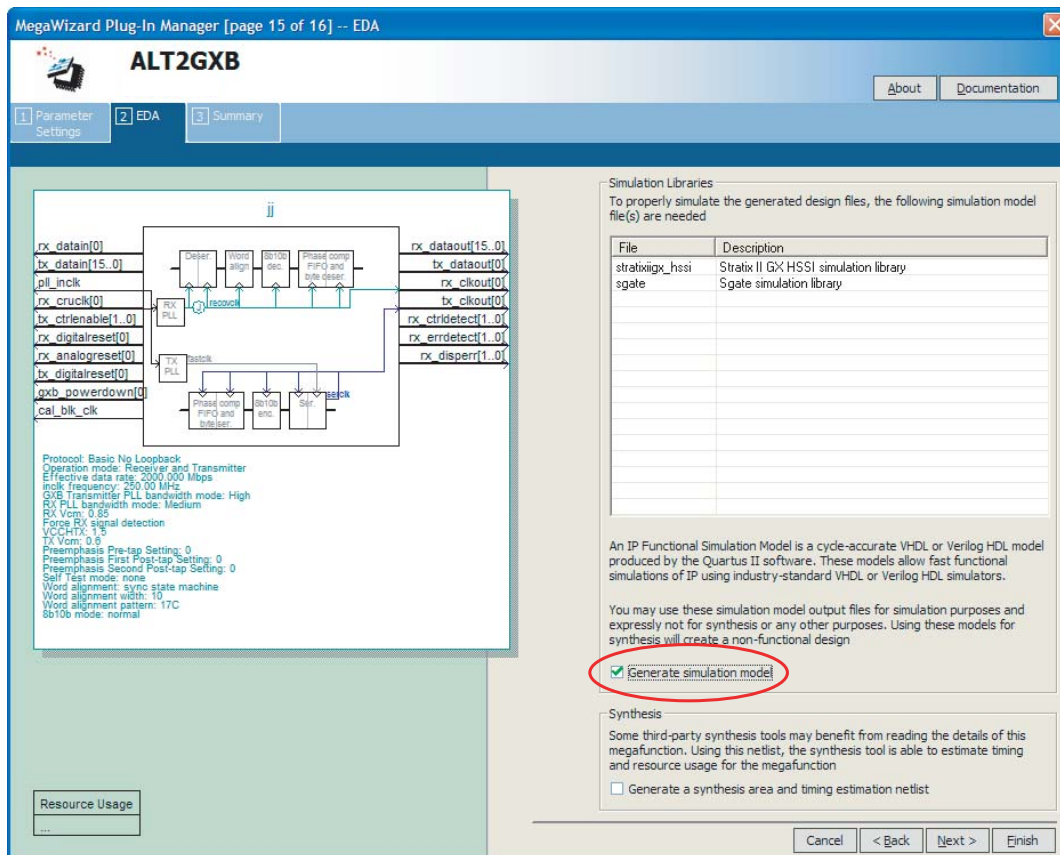 MegaWizard Plug-In Manager [page 15 of 16] -- EDA
ALT2GXB
About
Documentation
1 Parameter
Settings
2 EDA
3 Summary
jj
rx_datain[0]
tx_datain[15..0]
pll_inclk
rx_cruclk[0]
tx_ctrlenable[1..0]
rx_digitalreset[0]
rx_analogreset[0]
tx_digitalreset[0]
gxb_powerdown[0]
cal_blk_clk
Deser.
Word
align
8b10b
dec.
Phase comp
FIFO and
byte deser.
RX
PLL
recovclk
TX
PLL
fastclk
Phase comp
FIFO and
byte ser.
8b10b
enc.
Ser.
serclk
rx_dataout[15..0]
tx_dataout[0]
rx_clkout[0]
tx_clkout[0]
rx_ctrldetect[1..0]
rx_errdetect[1..0]
rx_disperr[1..0]
Protocol: Basic No Loopback
Operation mode: Receiver and Transmitter
Effective data rate: 2000.000 Mbps
inclk frequency: 250.00 MHz
GXB Transmitter PLL bandwidth mode: High
RX PLL bandwidth mode: Medium
RX Vcm: 0.85
Force RX signal detection
VCCHTX: 1.5
TX Vcm: 0.6
Preemphasis Pre-tap Setting: 0
Preemphasis First Post-tap Setting: 0
Preemphasis Second Post-tap Setting: 0
Self Test mode: none
Word alignment: sync state machine
Word alignment width: 10
Word alignment pattern: 17C
8b10b mode: normal
Resource Usage
...
Simulation Libraries
To properly simulate the generated design files, the following simulation model
file(s) are needed
File Description
stratixiigx_hssi Stratix II GX HSSI simulation library
sgate Sgate simulation library
An IP Functional Simulation Model is a cycle-accurate VHDL or Verilog HDL model
produced by the Quartus II software. These models allow fast functional
simulations of IP using industry-standard VHDL or Verilog HDL simulators.
You may use these simulation model output files for simulation purposes and
expressly not for synthesis or any other purposes. Using these models for
synthesis will create a non-functional design
Generate simulation model
Synthesis
Some third-party synthesis tools may benefit from reading the details of this
megafunction. Using this netlist, the synthesis tool is able to estimate timing
and resource usage for the megafunction
Generate a synthesis area and timing estimation netlist
Cancel
< Back
Next >
Finish